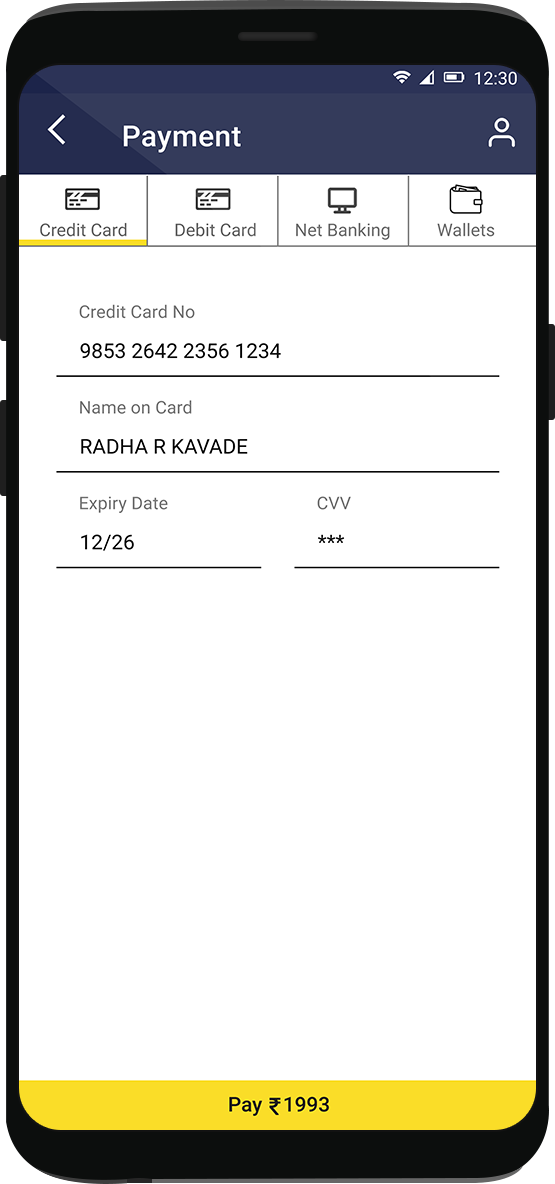 12:30
Payment
Credit Card Debit Card Net Banking Wallets
Credit Card No
9853 2642 2356 1234
Name on Card
RADHA R KAVADE
Expiry Date CVV
12/26 ***
Pay ₹1993